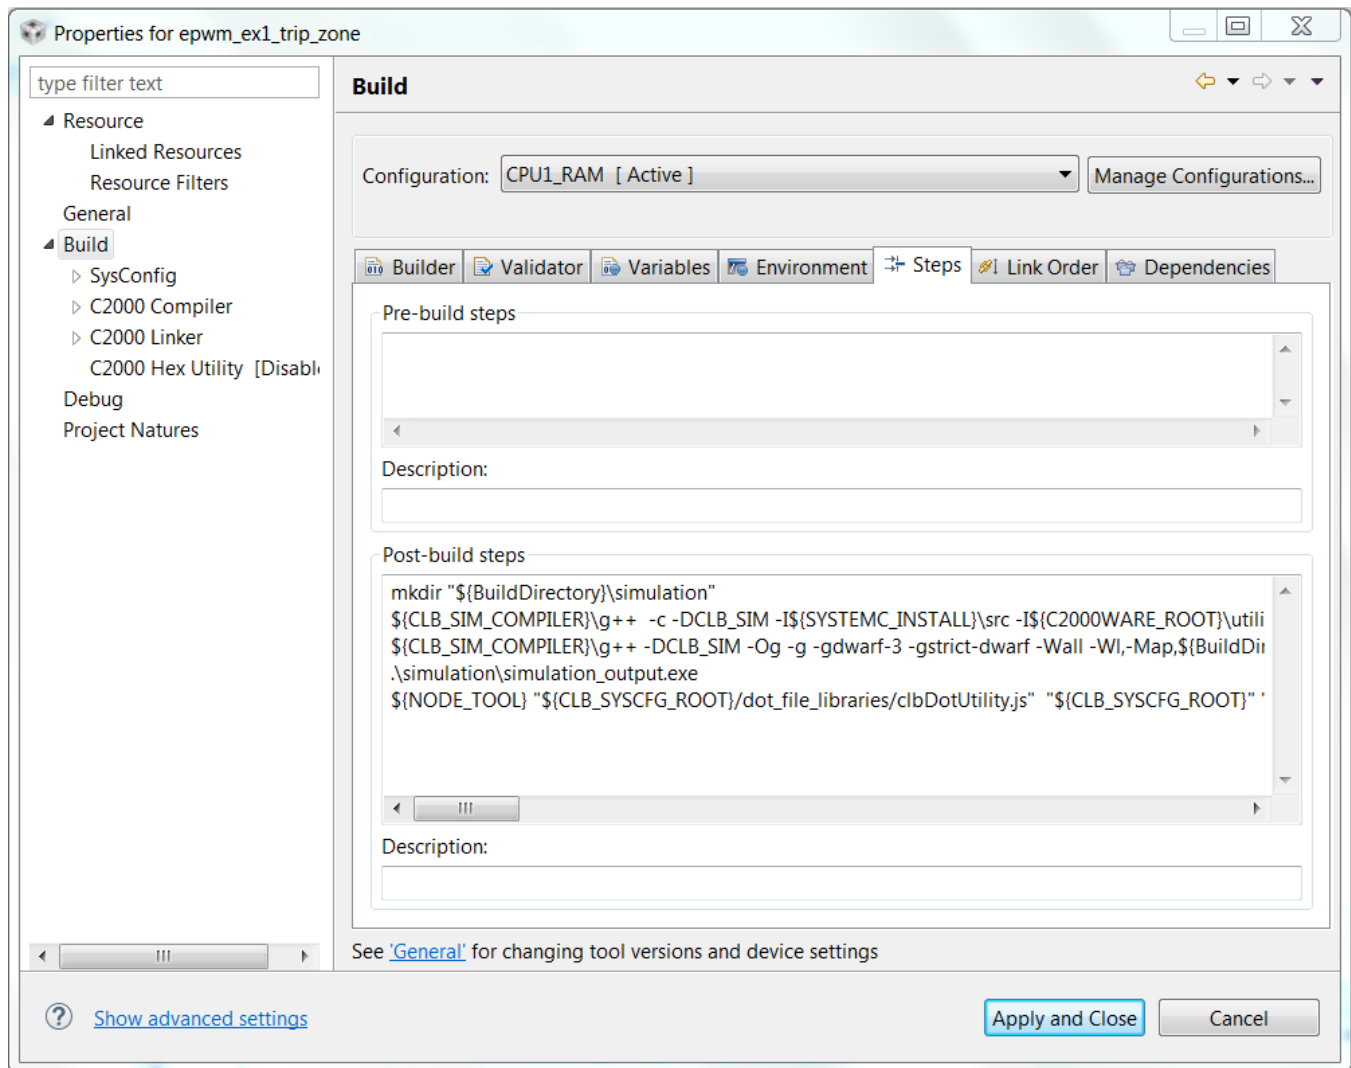 Properties for epwm_ex1_trip_zone
type filter text
Resource
Linked Resources
Resource Filters
General
Build
SysConfig
C2000 Compiler
C2000 Linker
C2000 Hex Utility [Disable
Debug
Project Natures
Build
Configuration: CPU1_RAM [ Active ] Manage Configurations...
Builder Validator Variables Environment Steps Link Order Dependencies
Pre-build steps
Description:
Post-build steps
mkdir "${BuildDirectory}\simulation"
${CLB_SIM_COMPILER}\g++ -c -DCLB_SIM -I${SYSTEMC_INSTALL}\src -I${C2000WARE_ROOT}\utili
${CLB_SIM_COMPILER}\g++ -DCLB_SIM -Og -g -gdwarf-3 -gstrict-dwarf -Wall -Wl,-Map,${BuildDir
.\simulation\simulation_output.exe
${NODE_TOOL} "${CLB_SYSCFG_ROOT}/dot_file_libraries/clbDotUtility.js" "${CLB_SYSCFG_ROOT}" "
Description:
See 'General' for changing tool versions and device settings
Show advanced settings
Apply and Close
Cancel